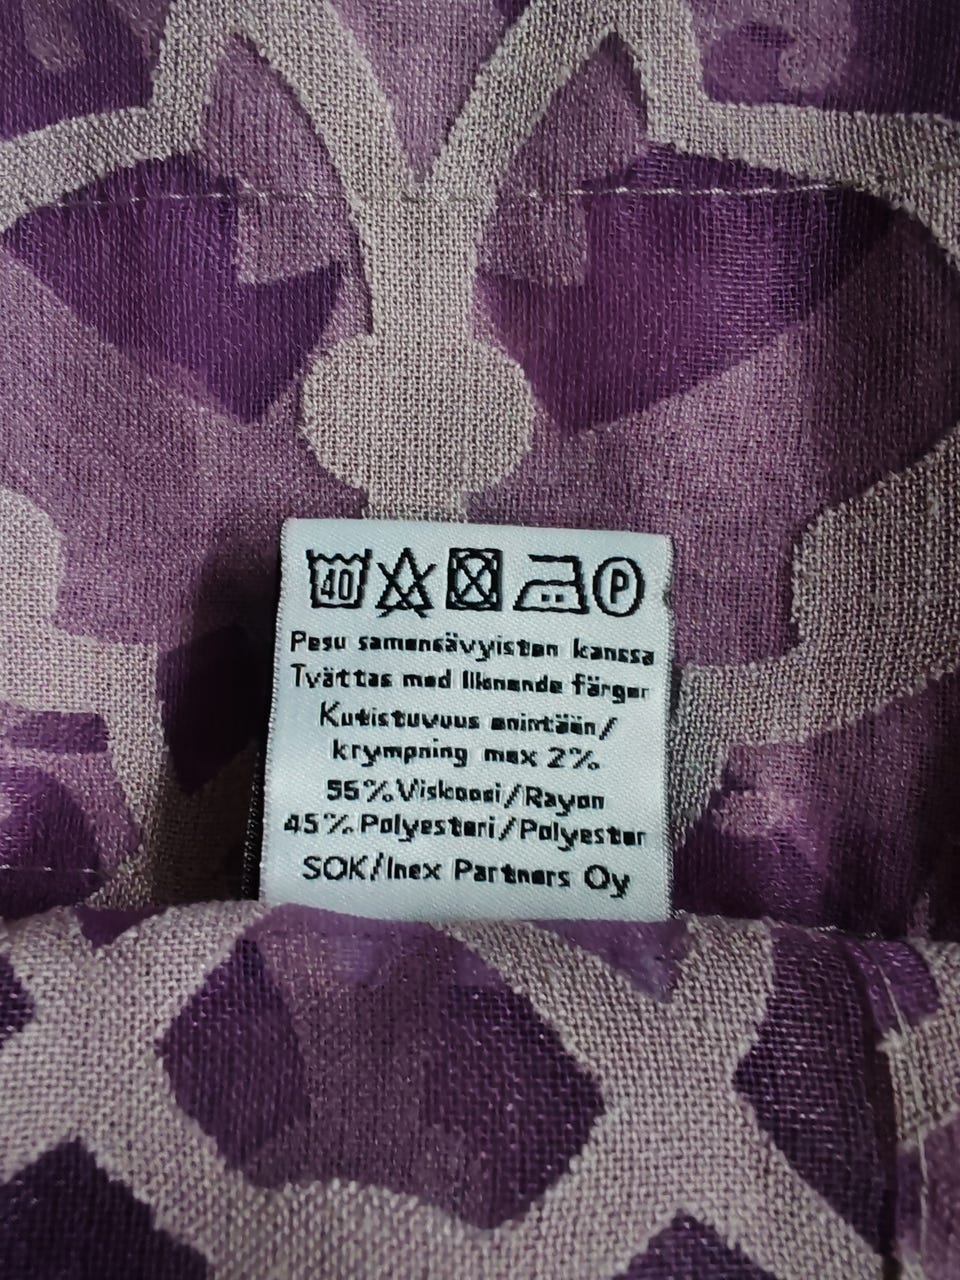 40 P
Pesu samansävyisten kanssa
Tvättas med liknande färger
Kutistuvuus enintään/
krympning max 2%
55% Viskoosi/Rayon
45% Polyesteri/Polyester
SOK/Inex Partners Oy